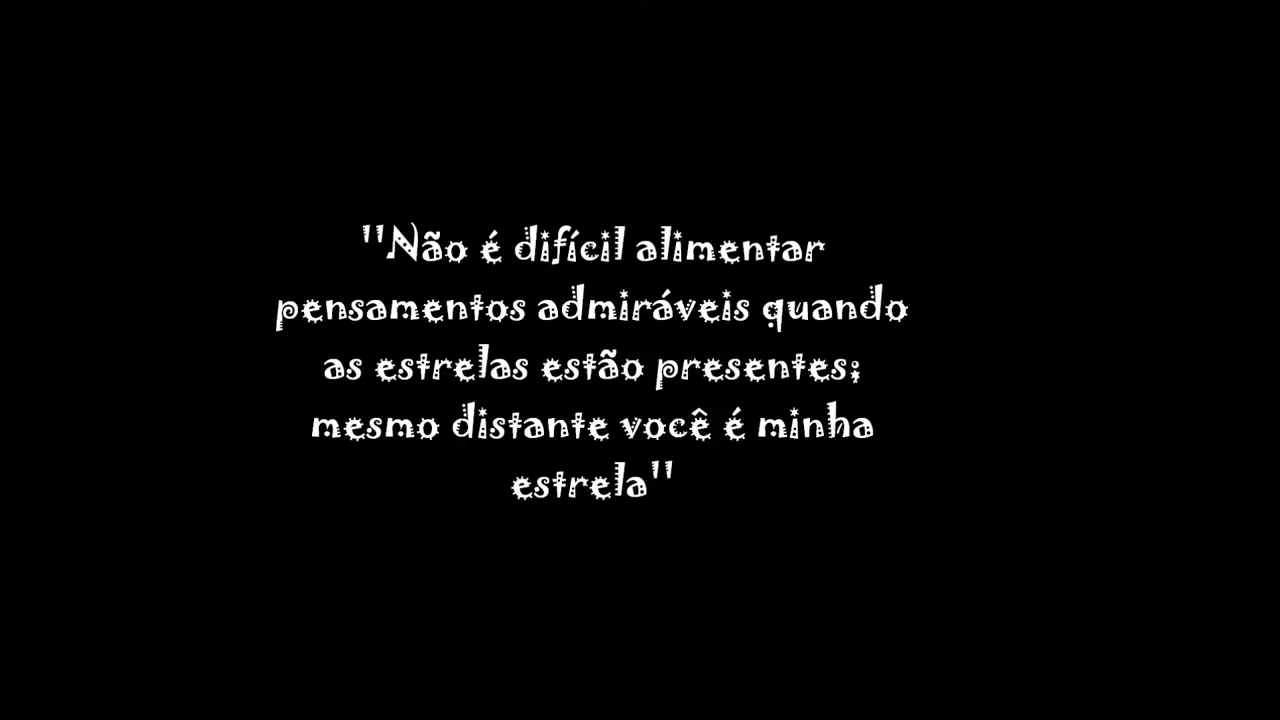 "Não é difícil alimentar
pensamentos admiráveis quando
as estrelas estão presentes;
mesmo distante você é minha
estrela"